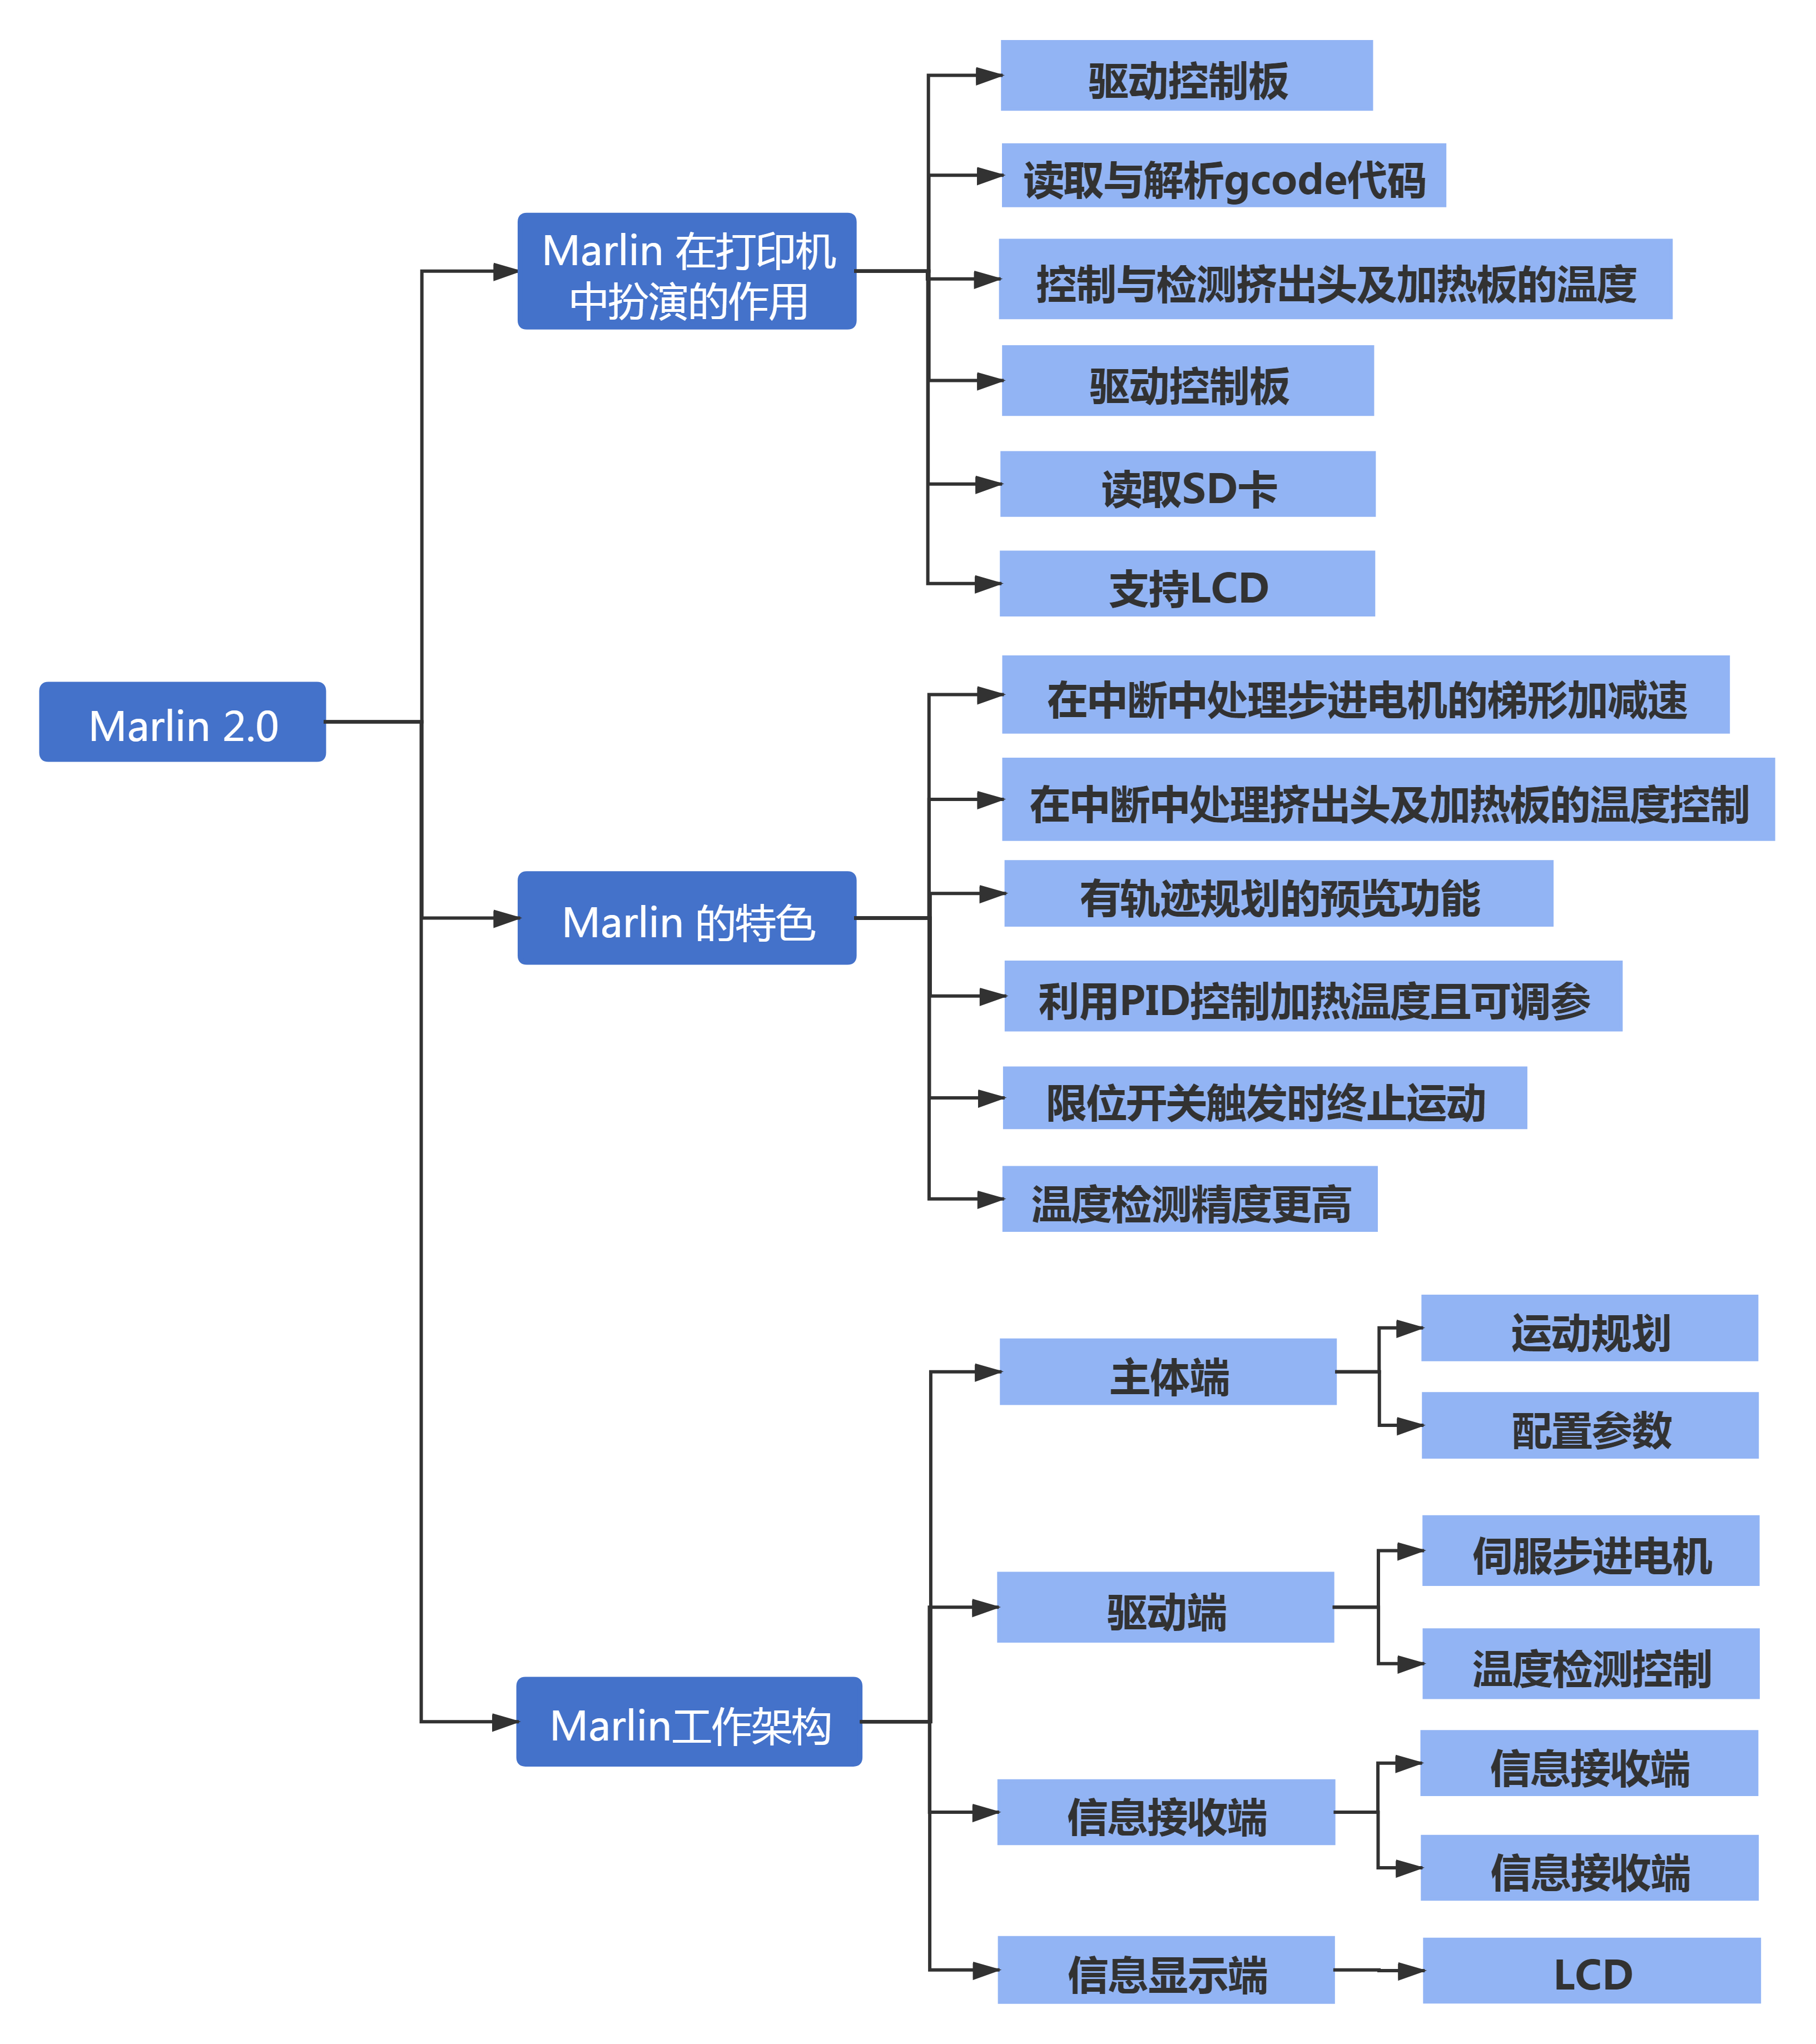 Marlin 2.0
Marlin 在打印机
中扮演的作用
驱动控制板
读取与解析gcode代码
控制与检测挤出头及加热板的温度
驱动控制板
读取SD卡
支持LCD
Marlin 的特色
在中断中处理步进电机的梯形加减速
在中断中处理挤出头及加热板的温度控制
有轨迹规划的预览功能
利用PID控制加热温度且可调参
限位开关触发时终止运动
温度检测精度更高
Marlin工作架构
主体端
运动规划
配置参数
驱动端
伺服步进电机
温度检测控制
信息接收端
信息接收端
信息接收端
信息显示端
LCD